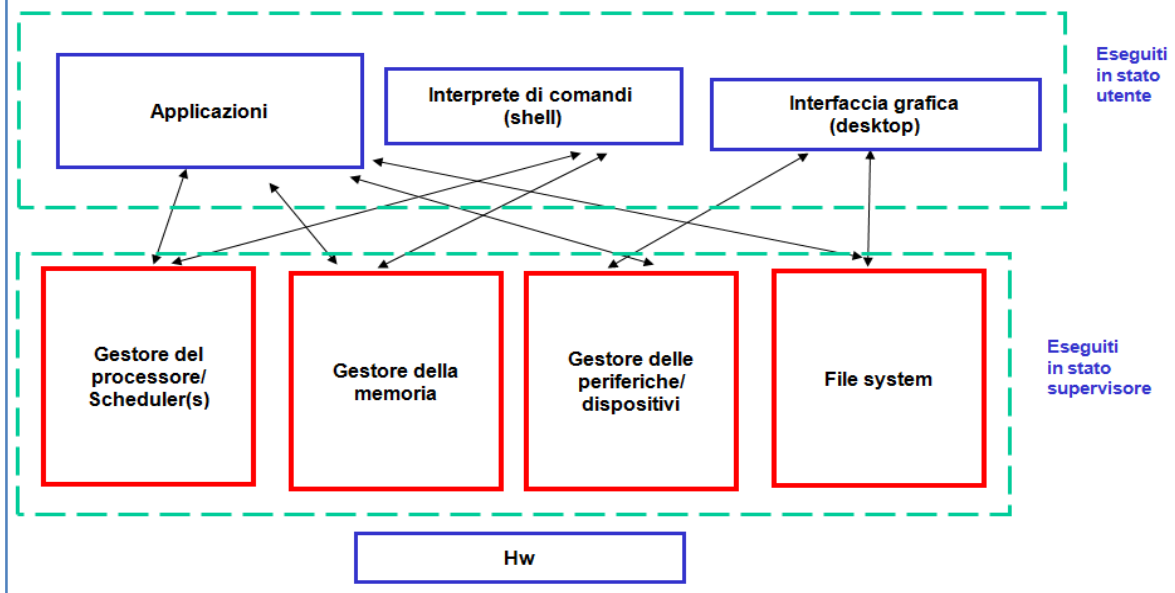 Applicazioni
Interprete di comandi
(shell)
Interfaccia grafica
(desktop)
Eseguiti
in stato
utente
Gestore del
processore/
Scheduler(s)
Gestore della
memoria
Gestore delle
periferiche/
dispositivi
File system
Eseguiti
in stato
supervisore
Hw